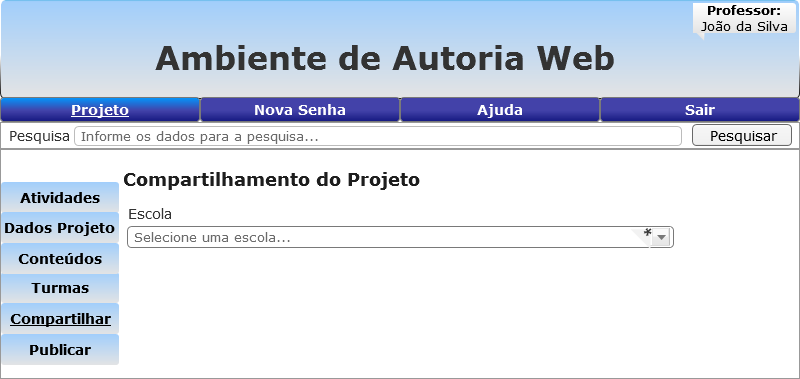 Professor:
João da Silva
Ambiente de Autoria Web
Projeto Nova Senha Ajuda Sair
Pesquisa Informe os dados para a pesquisa... Pesquisar
Compartilhamento do Projeto
Atividades
Dados Projeto
Conteúdos
Turmas
Compartilhar
Publicar
Escola
Selecione uma escola... *